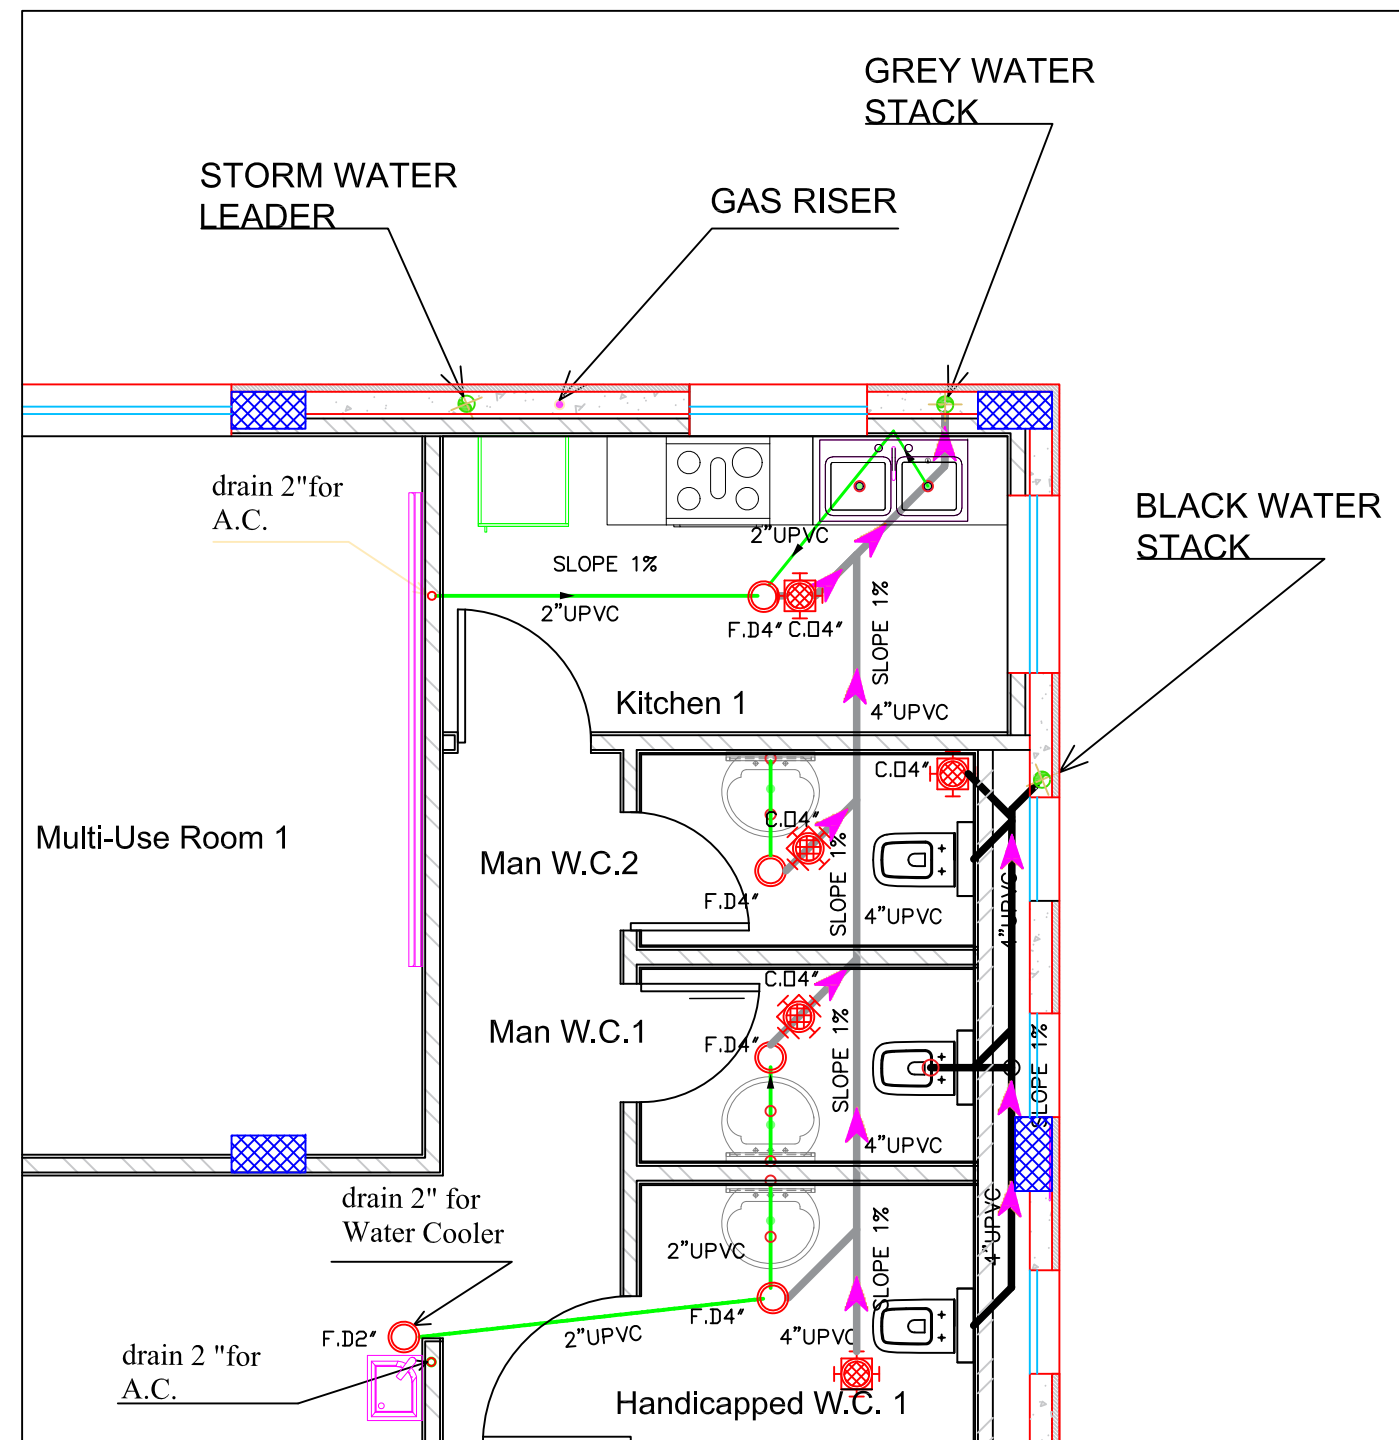 GREY WATER
STACK
STORM WATER
LEADER
GAS RISER
drain 2"for
A.C.
BLACK WATER
STACK
2"UPVC
SLOPE 1%
2"UPVC
F.D4" C.O4"
SLOPE 1%
Kitchen 1
4"UPVC
C.O4"
C.O4"
Multi-Use Room 1
Man W.C.2
SLOPE 1%
F.D4"
4"UPVC
4"UPVC
C.O4"
Man W.C.1
F.D4"
SLOPE 1%
SLOPE 1%
4"UPVC
drain 2" for
Water Cooler
2"UPVC
SLOPE 1%
4"UPVC
F.D4"
F.D2"
2"UPVC
4"UPVC
drain 2 "for
A.C.
Handicapped W.C. 1